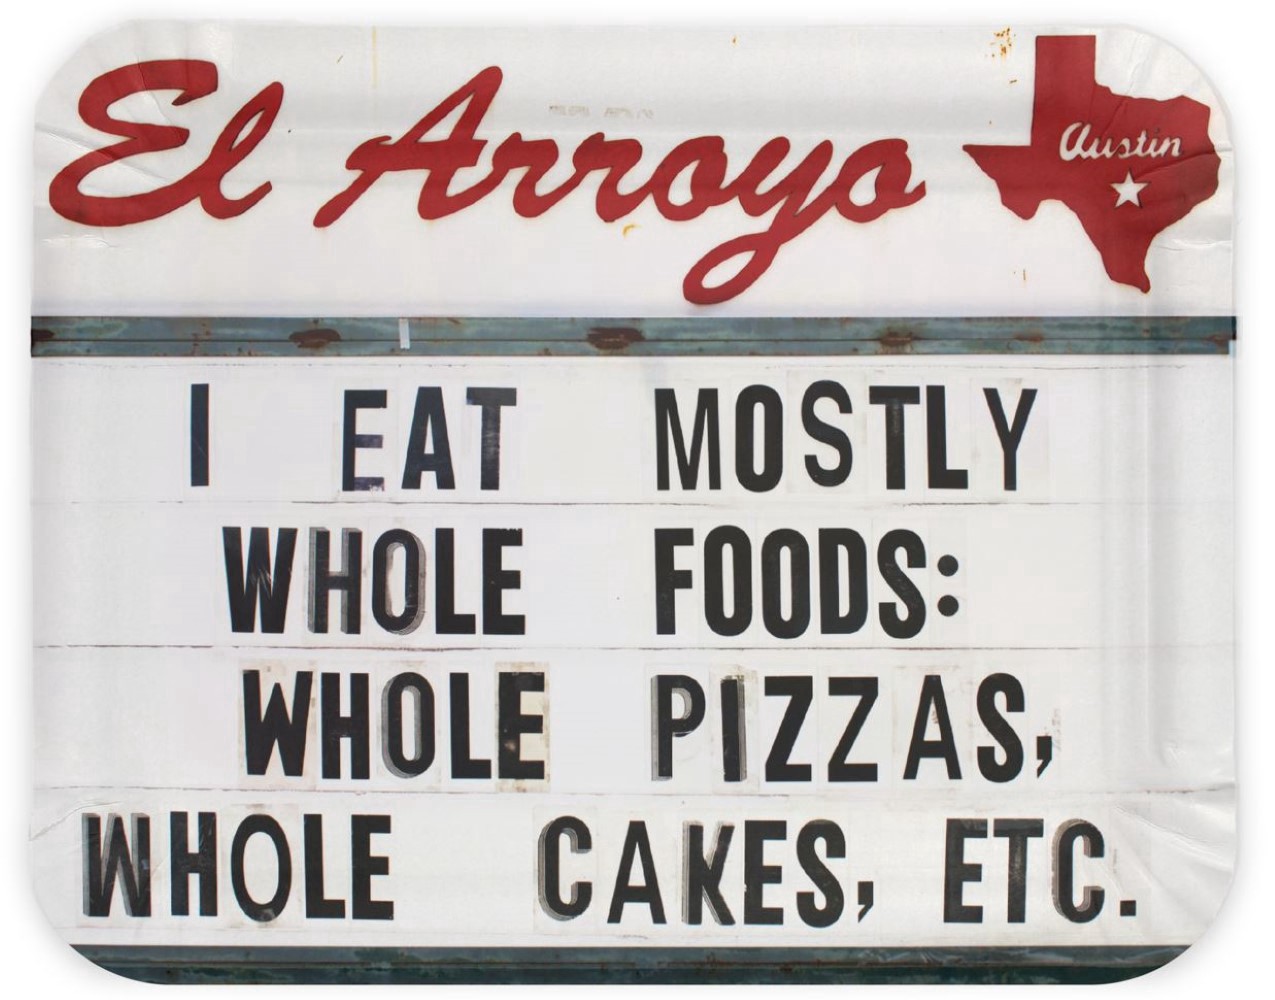 El Arroyo
Austin
I EAT MOSTLY
WHOLE FOODS:
WHOLE PIZZAS,
WHOLE CAKES, ETC.